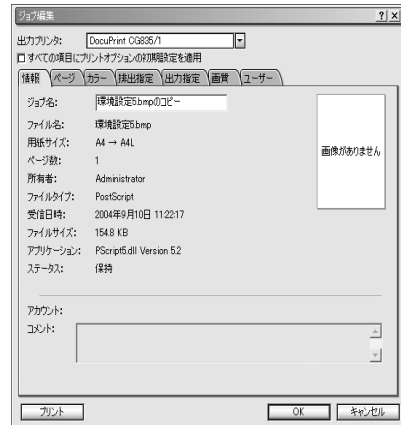 ジョブ編集
出力プリンタ: DocuPrint CG835/1
すべての項目にプリントオプションの初期設定を適用
情報 ページ カラー 排出指定 出力指定 画質 ユーザー
ジョブ名: 環境設定5.bmpのコピー
ファイル名: 環境設定5.bmp
用紙サイズ: A4 → A4L
ページ数: 1
所有者: Administrator
ファイルタイプ: PostScript
受信日時: 2004年9月10日 11:22:17
ファイルサイズ: 154.8 KB
アプリケーション: PScript5.dll Version 5.2
ステータス: 保持
画像がありません
アカウント:
コメント:
プリント OK キャンセル